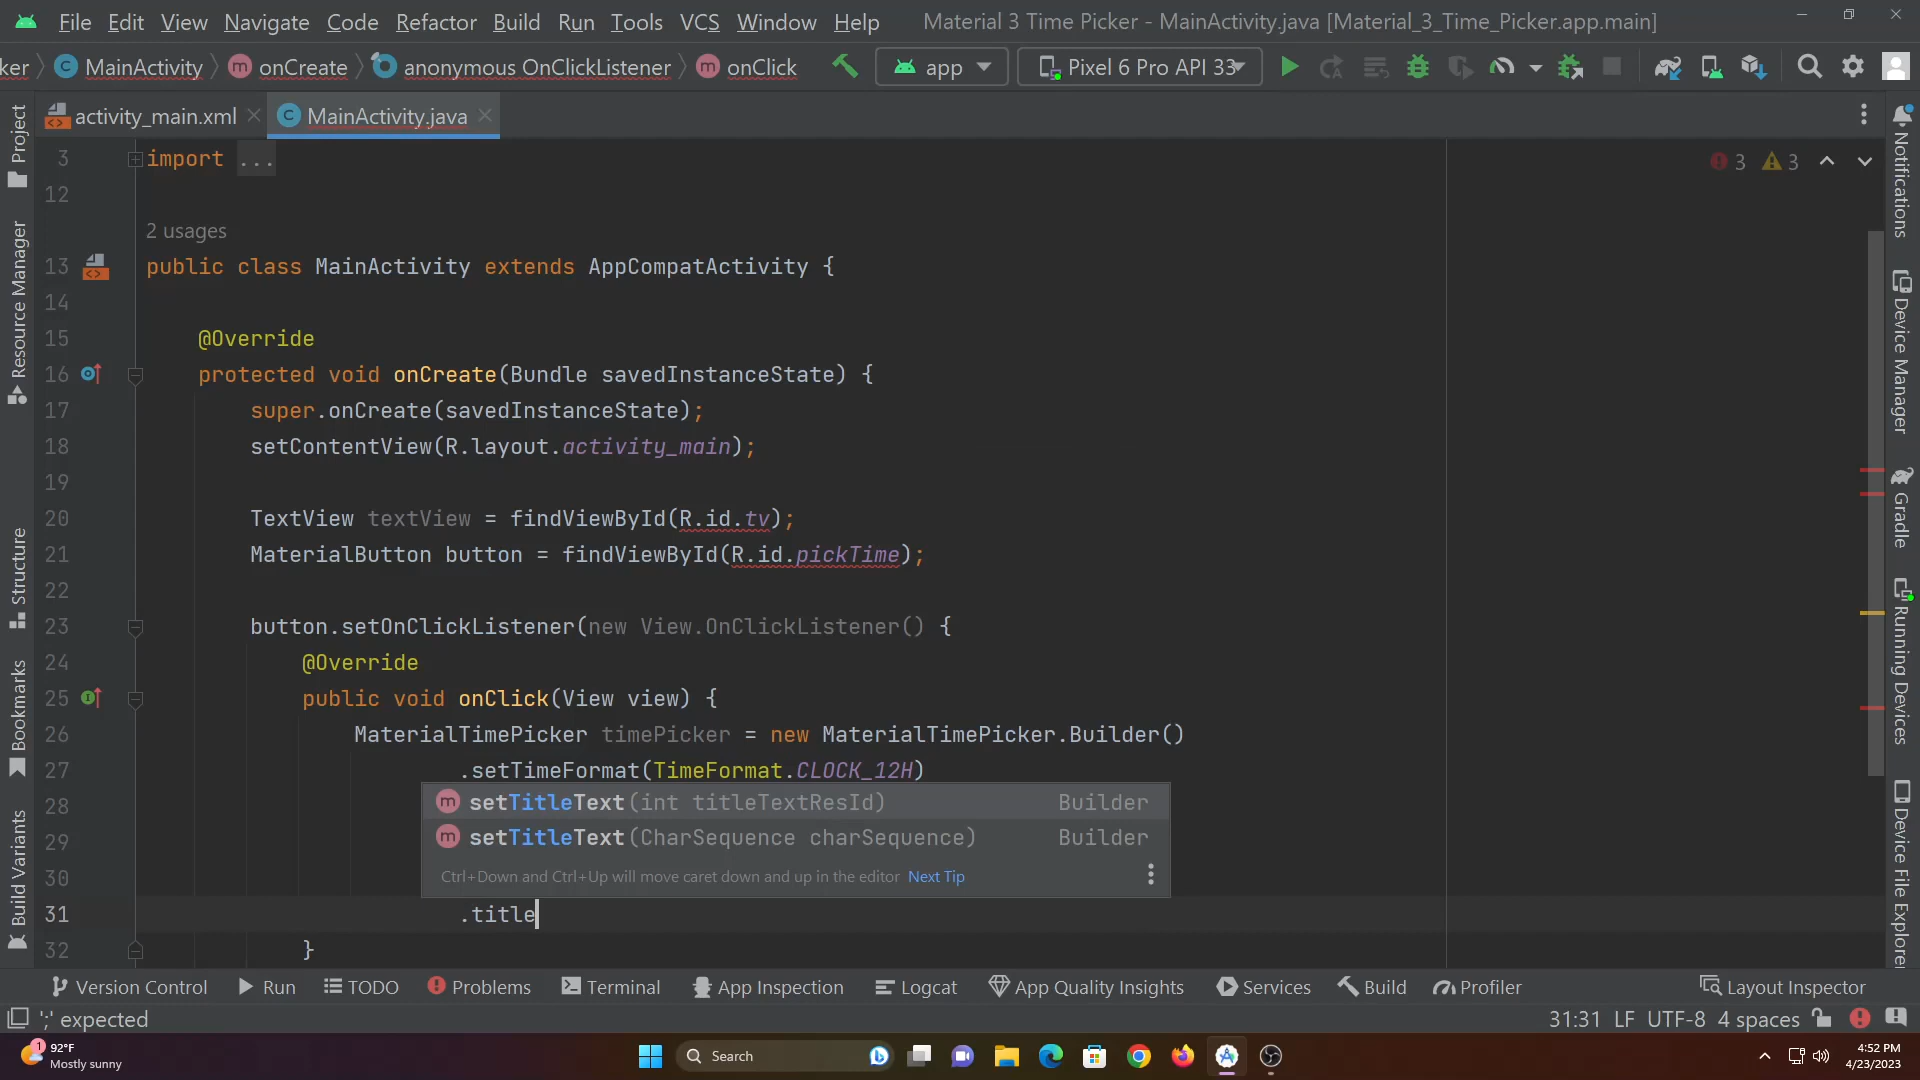 File Edit View Navigate Code Refactor Build Run Tools VCS Window Help Material 3 Time Picker - MainActivity.java [Material_3_Time_Picker.app.main]
ker MainActivity onCreate anonymous OnClickListener onClick app Pixel 6 Pro API 33
activity_main.xml MainActivity.java
Project
Resource Manager
Structure
Bookmarks
Build Variants
3 import ... 3 3
12
2 usages
13 public class MainActivity extends AppCompatActivity {
14
15 @Override
16 protected void onCreate(Bundle savedInstanceState) {
17 super.onCreate(savedInstanceState);
18 setContentView(R.layout.activity_main);
19
20 TextView textView = findViewById(R.id.tv);
21 MaterialButton button = findViewById(R.id.pickTime);
22
23 button.setOnClickListener(new View.OnClickListener() {
24 @Override
25 public void onClick(View view) {
26 MaterialTimePicker timePicker = new MaterialTimePicker.Builder()
27 .setTimeFormat(TimeFormat.CLOCK_12H)
28
setTitleText(int titleTextResId) Builder
29
setTitleText(CharSequence charSequence) Builder
30
Ctrl+Down and Ctrl+Up will move caret down and up in the editor Next Tip
31 .title
32 }
Notifications
Device Manager
Gradle
Running Devices
Device File Explorer
Version Control Run TODO Problems Terminal App Inspection Logcat App Quality Insights Services Build Profiler Layout Inspector
';' expected 31:31 LF UTF-8 4 spaces
1 92°F
Mostly sunny
Search
4:52 PM
4/23/2023